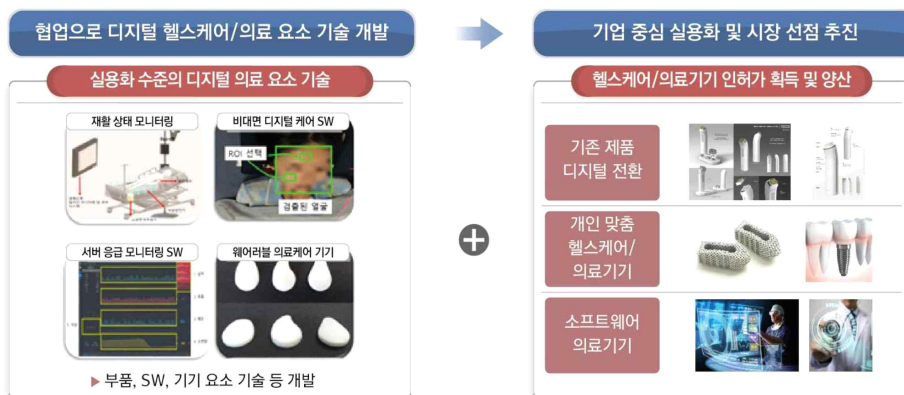 협업으로 디지털 헬스케어/의료 요소 기술 개발
실용화 수준의 디지털 의료 요소 기술
재활 상태 모니터링
비대면 디지털 케어 SW
ROI 선택
검출된 얼굴
서버 응급 모니터링 SW
웨어러블 의료케어 기기
▶ 부품, SW, 기기 요소 기술 등 개발
기업 중심 실용화 및 시장 선점 추진
헬스케어/의료기기 인허가 획득 및 양산
기존 제품
디지털 전환
개인 맞춤
헬스케어/
의료기기
소프트웨어
의료기기